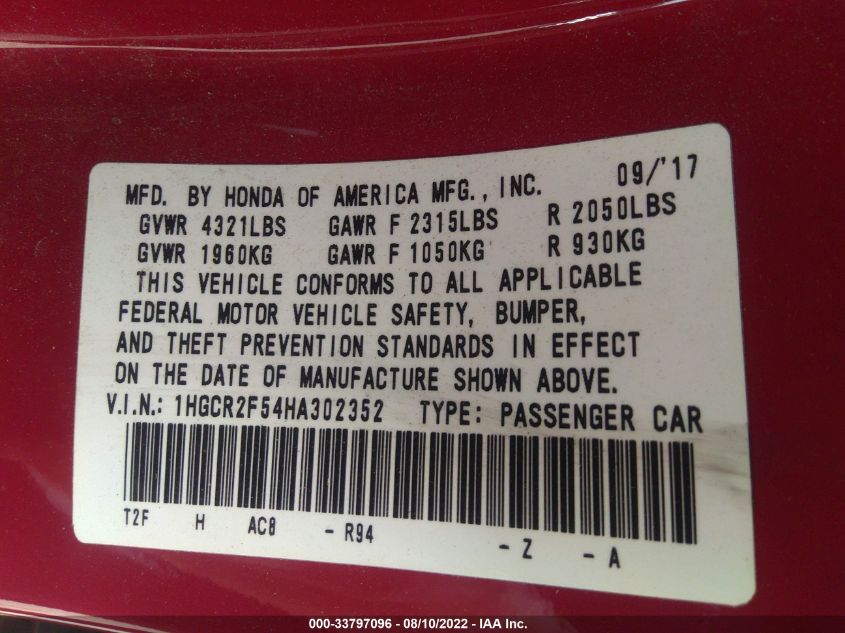 MFD. BY HONDA OF AMERICA MFG., INC. 09/'17
GVWR 4321LBS GAWR F 2315LBS R 2050LBS
GVWR 1960KG GAWR F 1050KG R 930KG
THIS VEHICLE CONFORMS TO ALL APPLICABLE
FEDERAL MOTOR VEHICLE SAFETY, BUMPER,
AND THEFT PREVENTION STANDARDS IN EFFECT
ON THE DATE OF MANUFACTURE SHOWN ABOVE.
V.I.N.: 1HGCR2F54HA302352 TYPE: PASSENGER CAR
T2F H AC8 - R94 - Z - A
000-33797096 - 08/10/2022 - IAA Inc.